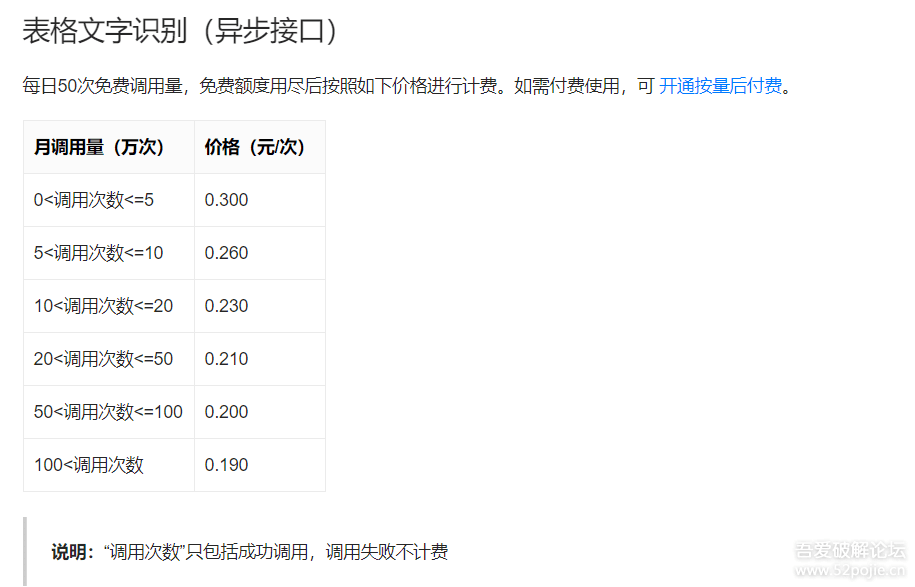 表格文字识别（异步接口）
每日50次免费调用量，免费额度用尽后按照如下价格进行计费。如需付费使用，可 开通按量后付费。
月调用量（万次） 价格（元/次）
0<调用次数<=5 0.300
5<调用次数<=10 0.260
10<调用次数<=20 0.230
20<调用次数<=50 0.210
50<调用次数<=100 0.200
100<调用次数 0.190
说明：“调用次数”只包括成功调用，调用失败不计费
吾爱破解论坛
www.52pojie.cn